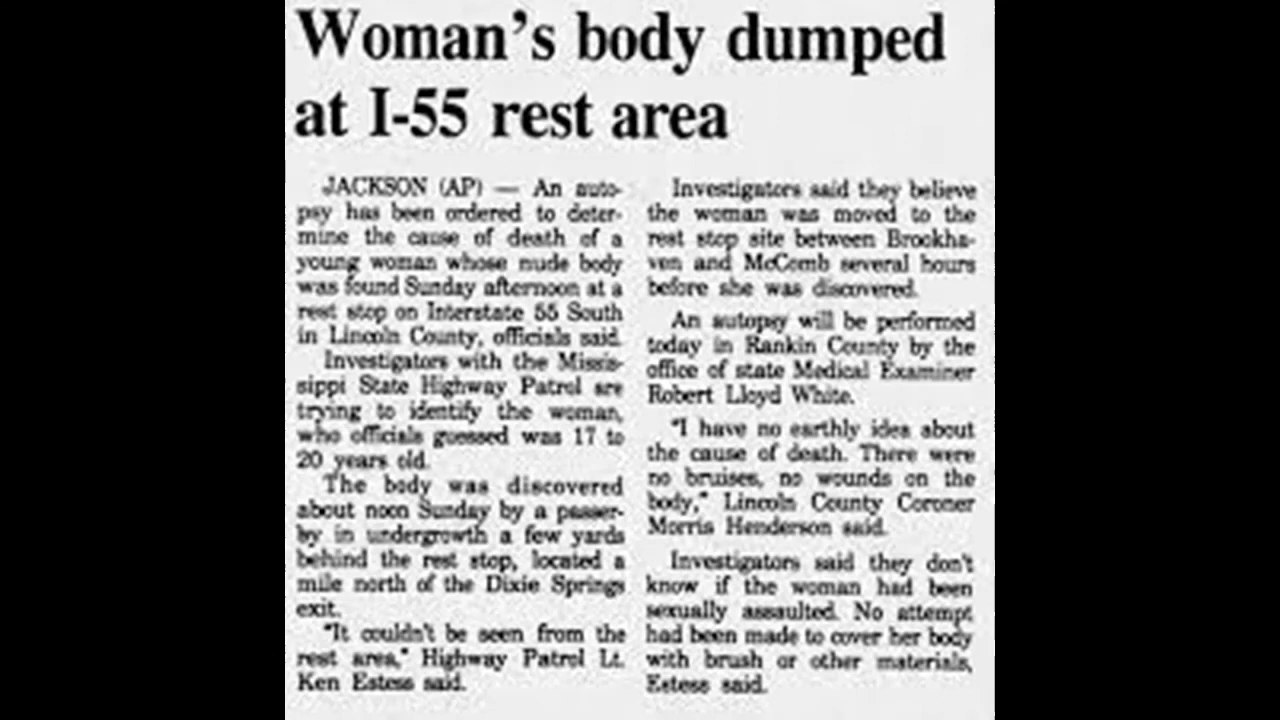 Woman's body dumped
at I-55 rest area
JACKSON (AP) — An auto-
psy has been ordered to deter-
mine the cause of death of a
young woman whose nude body
was found Sunday afternoon at a
rest stop on Interstate 55 South
in Lincoln County, officials said.
Investigators with the Missis-
sippi State Highway Patrol are
trying to identify the woman,
who officials guessed was 17 to
20 years old.
The body was discovered
about noon Sunday by a passer-
by in undergrowth a few yards
behind the rest stop, located a
mile north of the Dixie Springs
exit.
"It couldn't be seen from the
rest area," Highway Patrol Lt.
Ken Estess said.
Investigators said they believe
the woman was moved to the
rest stop site between Brookha-
ven and McComb several hours
before she was discovered.
An autopsy will be performed
today in Rankin County by the
office of state Medical Examiner
Robert Lloyd White.
"I have no earthly idea about
the cause of death. There were
no bruises, no wounds on the
body," Lincoln County Coroner
Morris Henderson said.
Investigators said they don't
know if the woman had been
sexually assaulted. No attempt
had been made to cover her body
with brush or other materials,
Estess said.